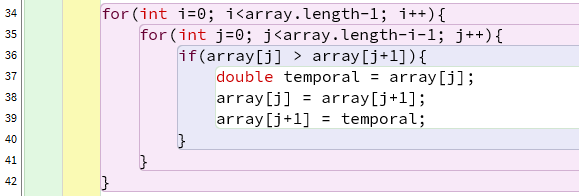 34 for(int i=0; i<array.length-1; i++){
35 for(int j=0; j<array.length-i-1; j++){
36 if(array[j] > array[j+1]){
37 double temporal = array[j];
38 array[j] = array[j+1];
39 array[j+1] = temporal;
40 }
41 }
42 }